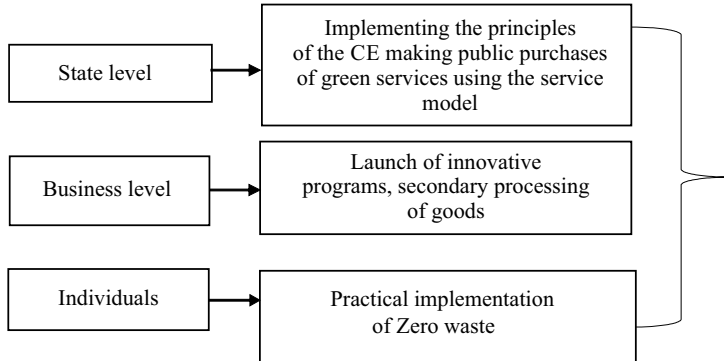 State level
Implementing the principles
of the CE making public purchases
of green services using the service
model
Business level
Launch of innovative
programs, secondary processing
of goods
Individuals
Practical implementation
of Zero waste